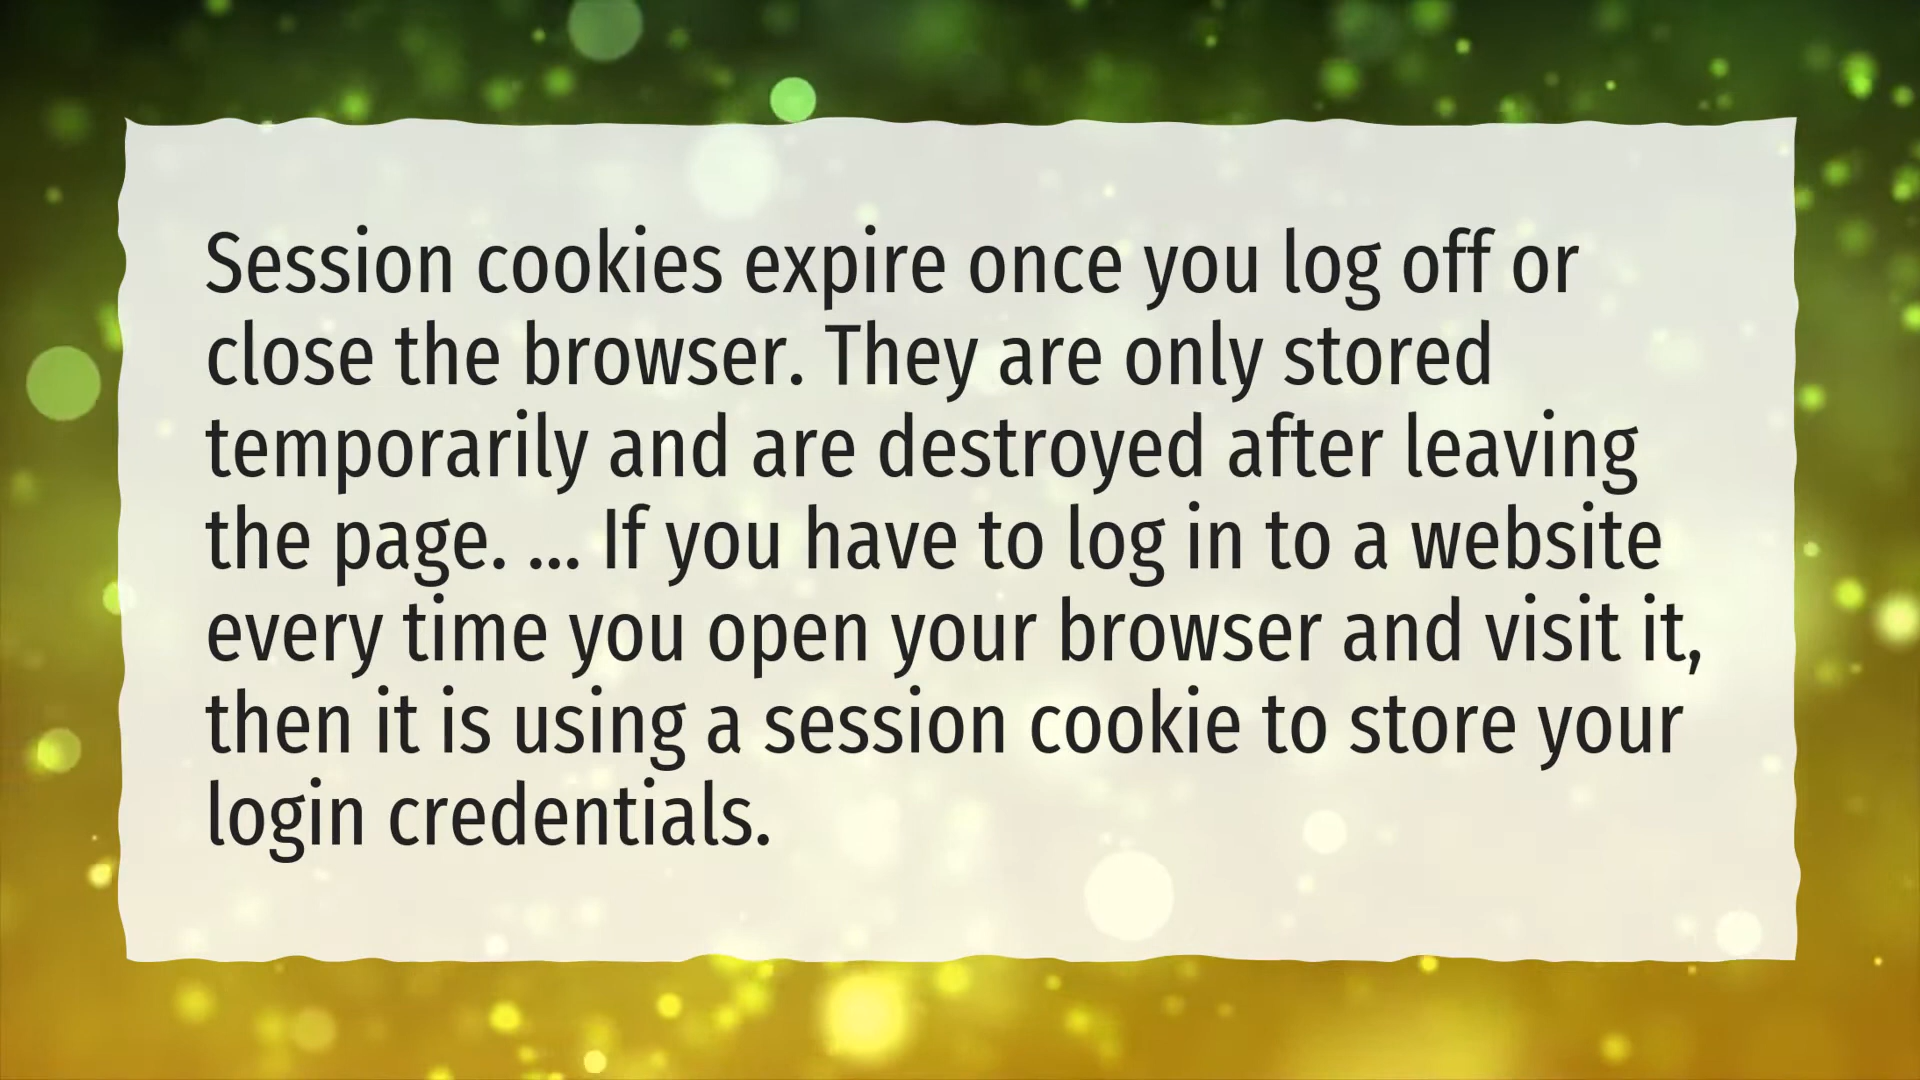 Session cookies expire once you log off or
close the browser. They are only stored
temporarily and are destroyed after leaving
the page. ... If you have to log in to a website
every time you open your browser and visit it,
then it is using a session cookie to store your
login credentials.